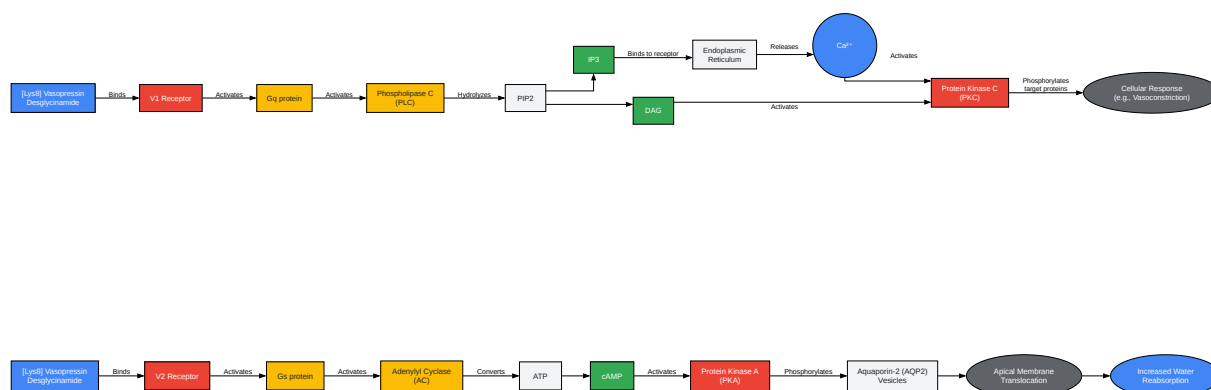 [Lys8] Vasopressin
Desglycinamide
Binds
V1 Receptor
Activates
Gq protein
Activates
Phospholipase C
(PLC)
Hydrolyzes
PIP2
IP3
Binds to receptor
Endoplasmic
Reticulum
Releases
Ca²⁺
Activates
DAG
Activates
Protein Kinase C
(PKC)
Phosphorylates
target proteins
Cellular Response
(e.g., Vasoconstriction)
[Lys8] Vasopressin
Desglycinamide
Binds
V2 Receptor
Activates
Gs protein
Activates
Adenylyl Cyclase
(AC)
Converts
ATP
cAMP
Activates
Protein Kinase A
(PKA)
Phosphorylates
Aquaporin-2 (AQP2)
Vesicles
Apical Membrane
Translocation
Increased Water
Reabsorption